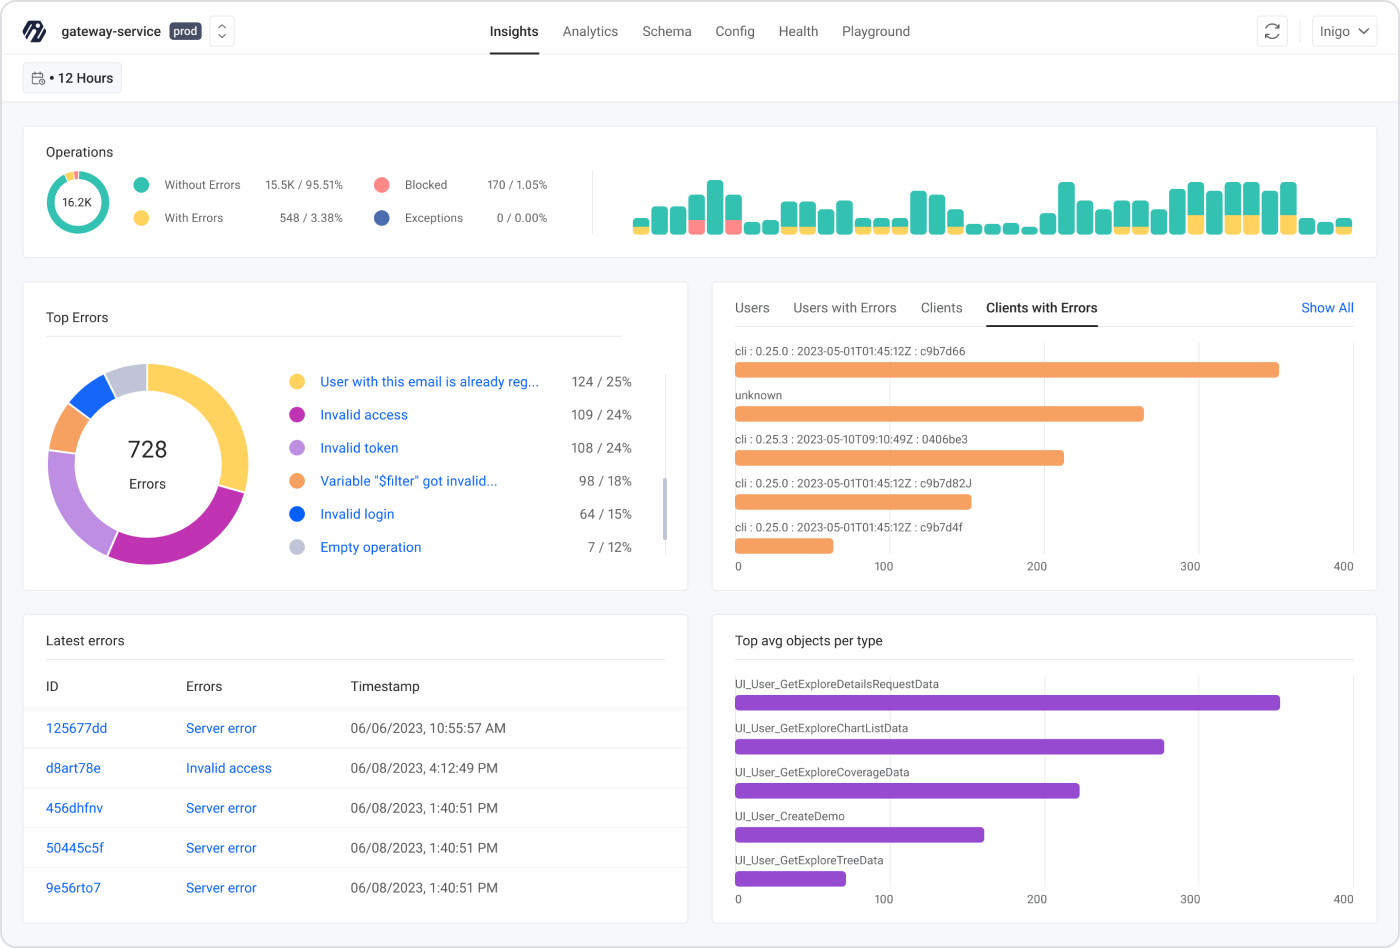 gateway-service prod
Insights Analytics Schema Config Health Playground
Inigo
• 12 Hours
Operations
16.2K
Without Errors 15.5K / 95.51%
Blocked 170 / 1.05%
With Errors 548 / 3.38%
Exceptions 0 / 0.00%
Top Errors
728
Errors
User with this email is already reg... 124 / 25%
Invalid access 109 / 24%
Invalid token 108 / 24%
Variable "$filter" got invalid... 98 / 18%
Invalid login 64 / 15%
Empty operation 7 / 12%
Users Users with Errors Clients Clients with Errors Show All
cli : 0.25.0 : 2023-05-01T01:45:12Z : c9b7d66
unknown
cli : 0.25.3 : 2023-05-10T09:10:49Z : 0406be3
cli : 0.25.0 : 2023-05-01T01:45:12Z : c9b7d82J
cli : 0.25.0 : 2023-05-01T01:45:12Z : c9b7d4f
0 100 200 300 400
Latest errors
ID Errors Timestamp
125677dd Server error 06/06/2023, 10:55:57 AM
d8art78e Invalid access 06/08/2023, 4:12:49 PM
456dhfnv Server error 06/08/2023, 1:40:51 PM
50445c5f Server error 06/08/2023, 1:40:51 PM
9e56rto7 Server error 06/08/2023, 1:40:51 PM
Top avg objects per type
UI_User_GetExploreDetailsRequestData
UI_User_GetExploreChartListData
UI_User_GetExploreCoverageData
UI_User_CreateDemo
UI_User_GetExploreTreeData
0 100 200 300 400